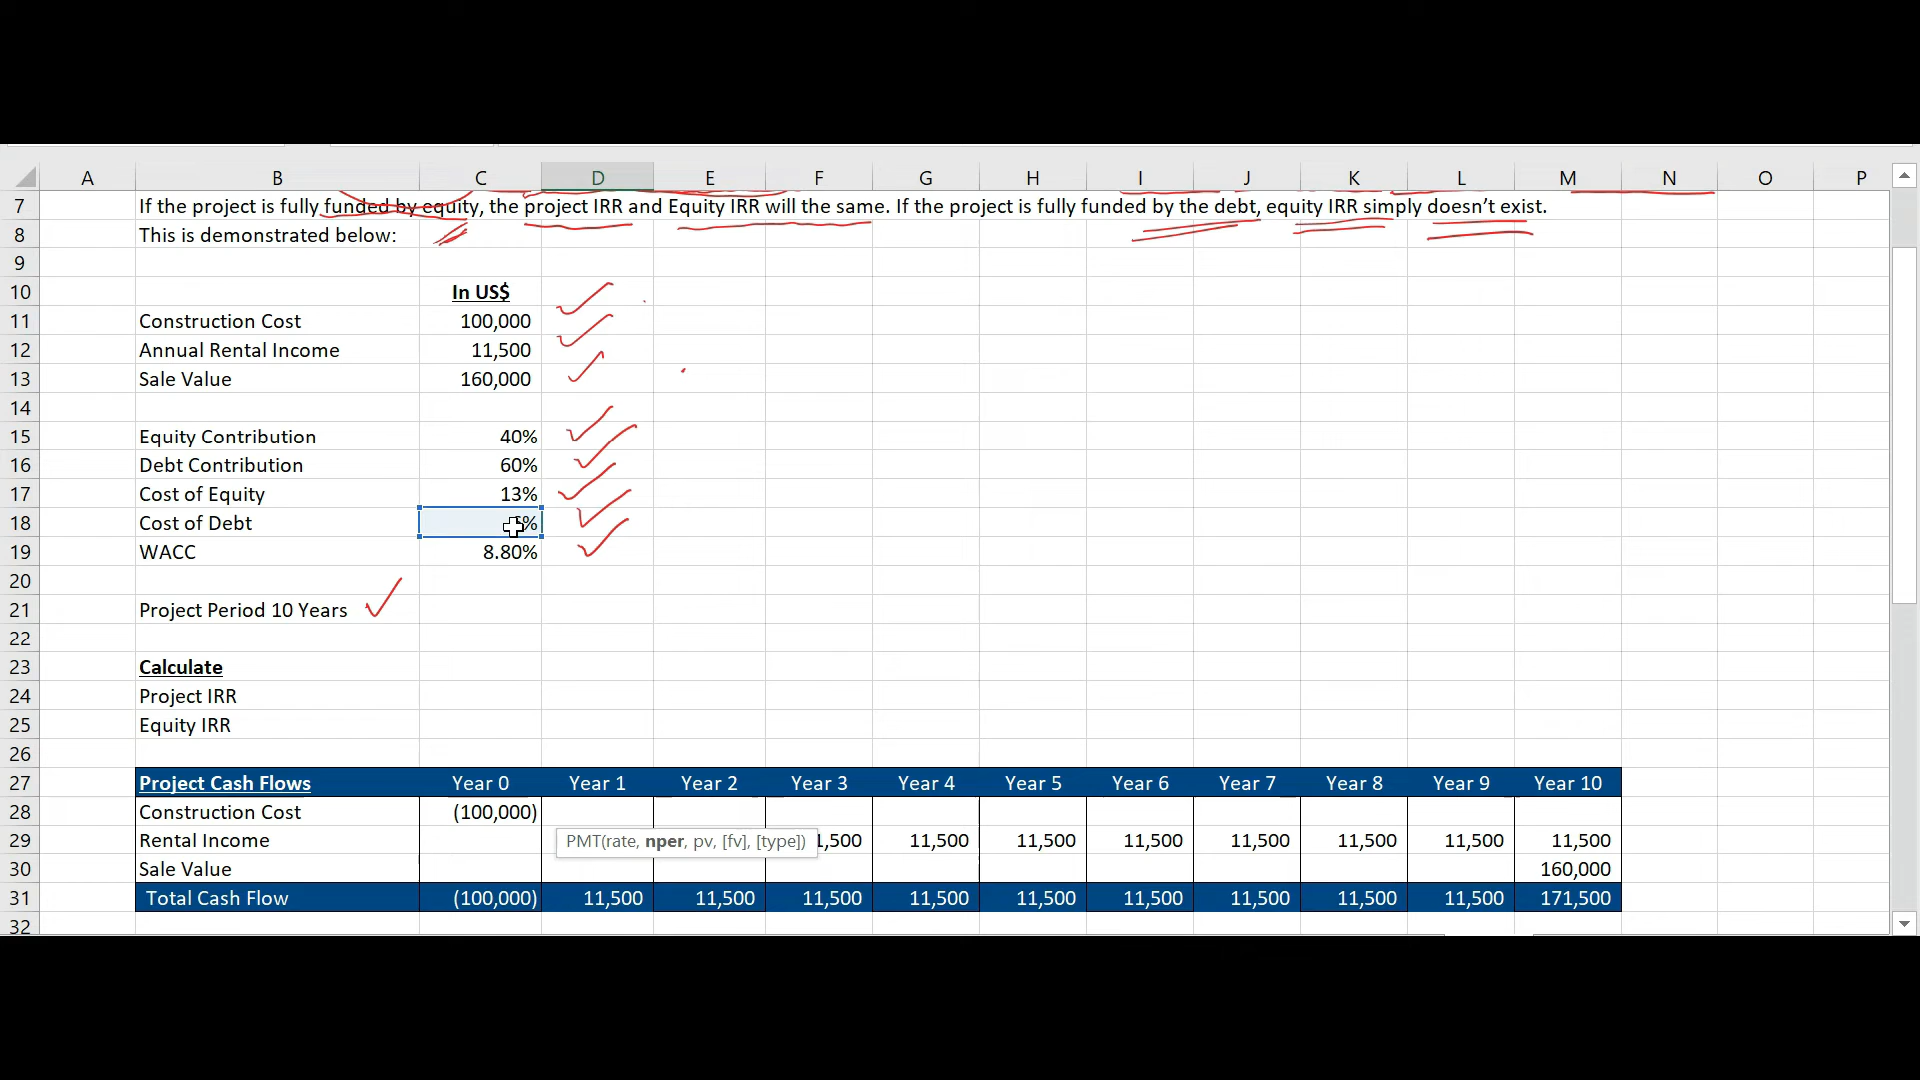 A B C D E F G H I J K L M N O P
7 If the project is fully funded by equity, the project IRR and Equity IRR will the same. If the project is fully funded by the debt, equity IRR simply doesn't exist.
8 This is demonstrated below:
9
10 In US$
11 Construction Cost 100,000
12 Annual Rental Income 11,500
13 Sale Value 160,000
14
15 Equity Contribution 40%
16 Debt Contribution 60%
17 Cost of Equity 13%
18 Cost of Debt %
19 WACC 8.80%
20
21 Project Period 10 Years
22
23 Calculate
24 Project IRR
25 Equity IRR
26
27 Project Cash Flows Year 0 Year 1 Year 2 Year 3 Year 4 Year 5 Year 6 Year 7 Year 8 Year 9 Year 10
28 Construction Cost (100,000)
29 Rental Income PMT(rate, nper, pv, [fv], [type]) 1,500 11,500 11,500 11,500 11,500 11,500 11,500 11,500
30 Sale Value 160,000
31 Total Cash Flow (100,000) 11,500 11,500 11,500 11,500 11,500 11,500 11,500 11,500 11,500 171,500
32